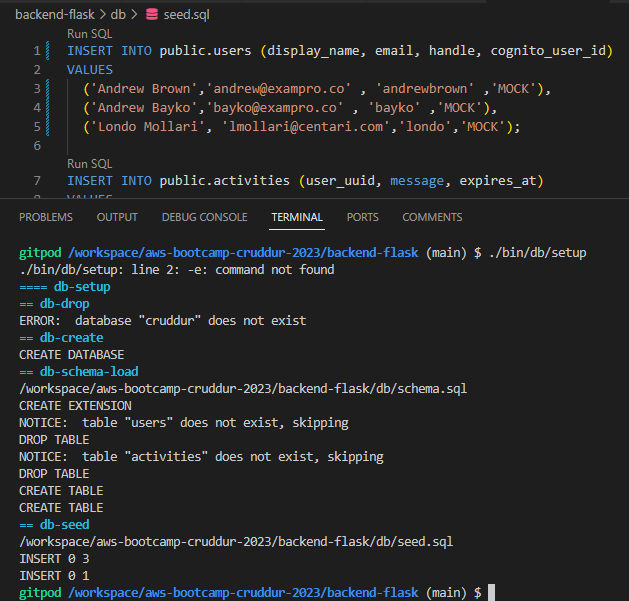 backend-flask > db > seed.sql
Run SQL
1 INSERT INTO public.users (display_name, email, handle, cognito_user_id)
2 VALUES
3 ('Andrew Brown','andrew@exampro.co' , 'andrewbrown' ,'MOCK'),
4 ('Andrew Bayko','bayko@exampro.co' , 'bayko' ,'MOCK'),
5 ('Londo Mollari', 'lmollari@centari.com','londo','MOCK');
6
Run SQL
7 INSERT INTO public.activities (user_uuid, message, expires_at)
8 VALUES
PROBLEMS OUTPUT DEBUG CONSOLE TERMINAL PORTS COMMENTS
gitpod /workspace/aws-bootcamp-cruddur-2023/backend-flask (main) $ ./bin/db/setup
./bin/db/setup: line 2: -e: command not found
==== db-setup
== db-drop
ERROR:  database "cruddur" does not exist
== db-create
CREATE DATABASE
== db-schema-load
/workspace/aws-bootcamp-cruddur-2023/backend-flask/db/schema.sql
CREATE EXTENSION
NOTICE:  table "users" does not exist, skipping
DROP TABLE
NOTICE:  table "activities" does not exist, skipping
DROP TABLE
CREATE TABLE
CREATE TABLE
== db-seed
/workspace/aws-bootcamp-cruddur-2023/backend-flask/db/seed.sql
INSERT 0 3
INSERT 0 1
gitpod /workspace/aws-bootcamp-cruddur-2023/backend-flask (main) $